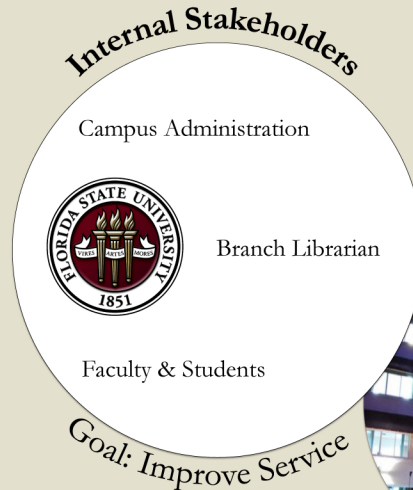 Internal Stakeholders
Campus Administration
FLORIDA STATE UNIVERSITY
VIRES ARTES MORES
1851
Branch Librarian
Faculty & Students
Goal: Improve Service